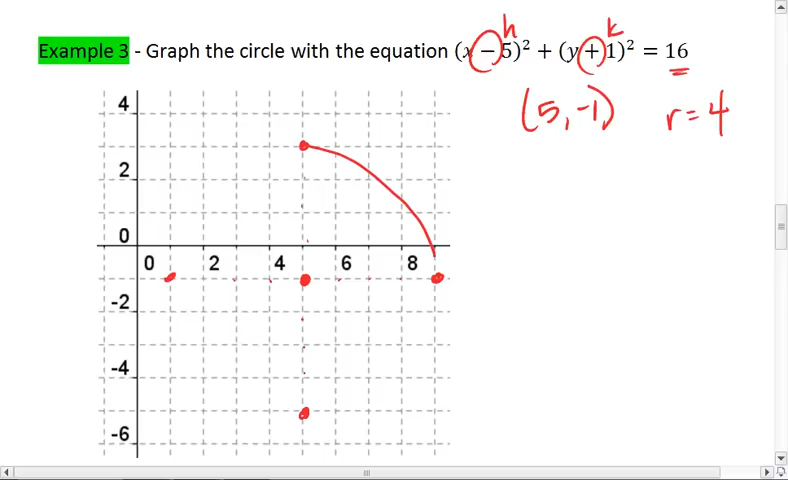 h k
Example 3 - Graph the circle with the equation (x − 5)² + (y + 1)² = 16
(5, -1) r = 4
4
2
0
0 2 4 6 8
-2
-4
-6